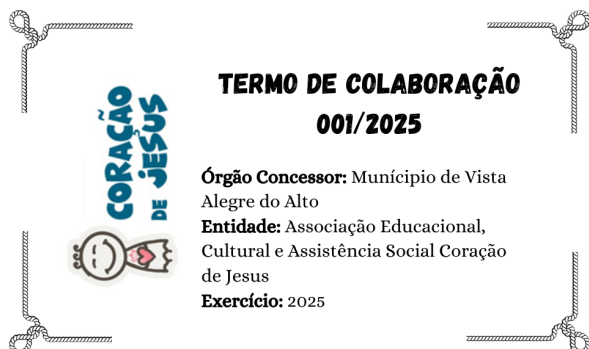 CORAÇÃO
DE JESUS
TERMO DE COLABORAÇÃO
001/2025
Órgão Concessor: Munícipio de Vista
Alegre do Alto
Entidade: Associação Educacional,
Cultural e Assistência Social Coração
de Jesus
Exercício: 2025